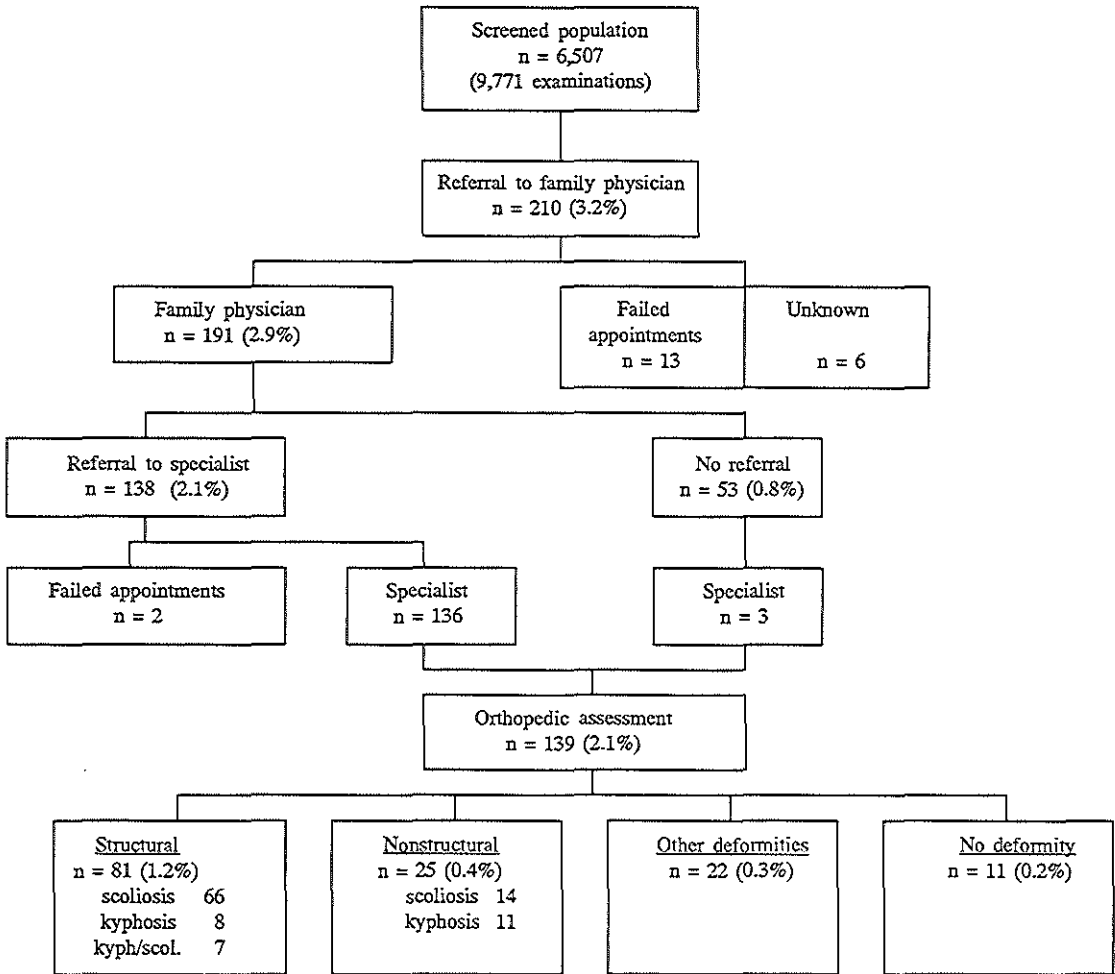 Screened population
n = 6,507
(9,771 examinations)
Referral to family physician
n = 210 (3.2%)
Family physician
n = 191 (2.9%)
Failed
appointments
n = 13
Unknown
n = 6
Referral to specialist
n = 138 (2.1%)
No referral
n = 53 (0.8%)
Failed appointments
n = 2
Specialist
n = 136
Specialist
n = 3
Orthopedic assessment
n = 139 (2.1%)
Structural
n = 81 (1.2%)
scoliosis 66
kyphosis 8
kyph/scol. 7
Nonstructural
n = 25 (0.4%)
scoliosis 14
kyphosis 11
Other deformities
n = 22 (0.3%)
No deformity
n = 11 (0.2%)